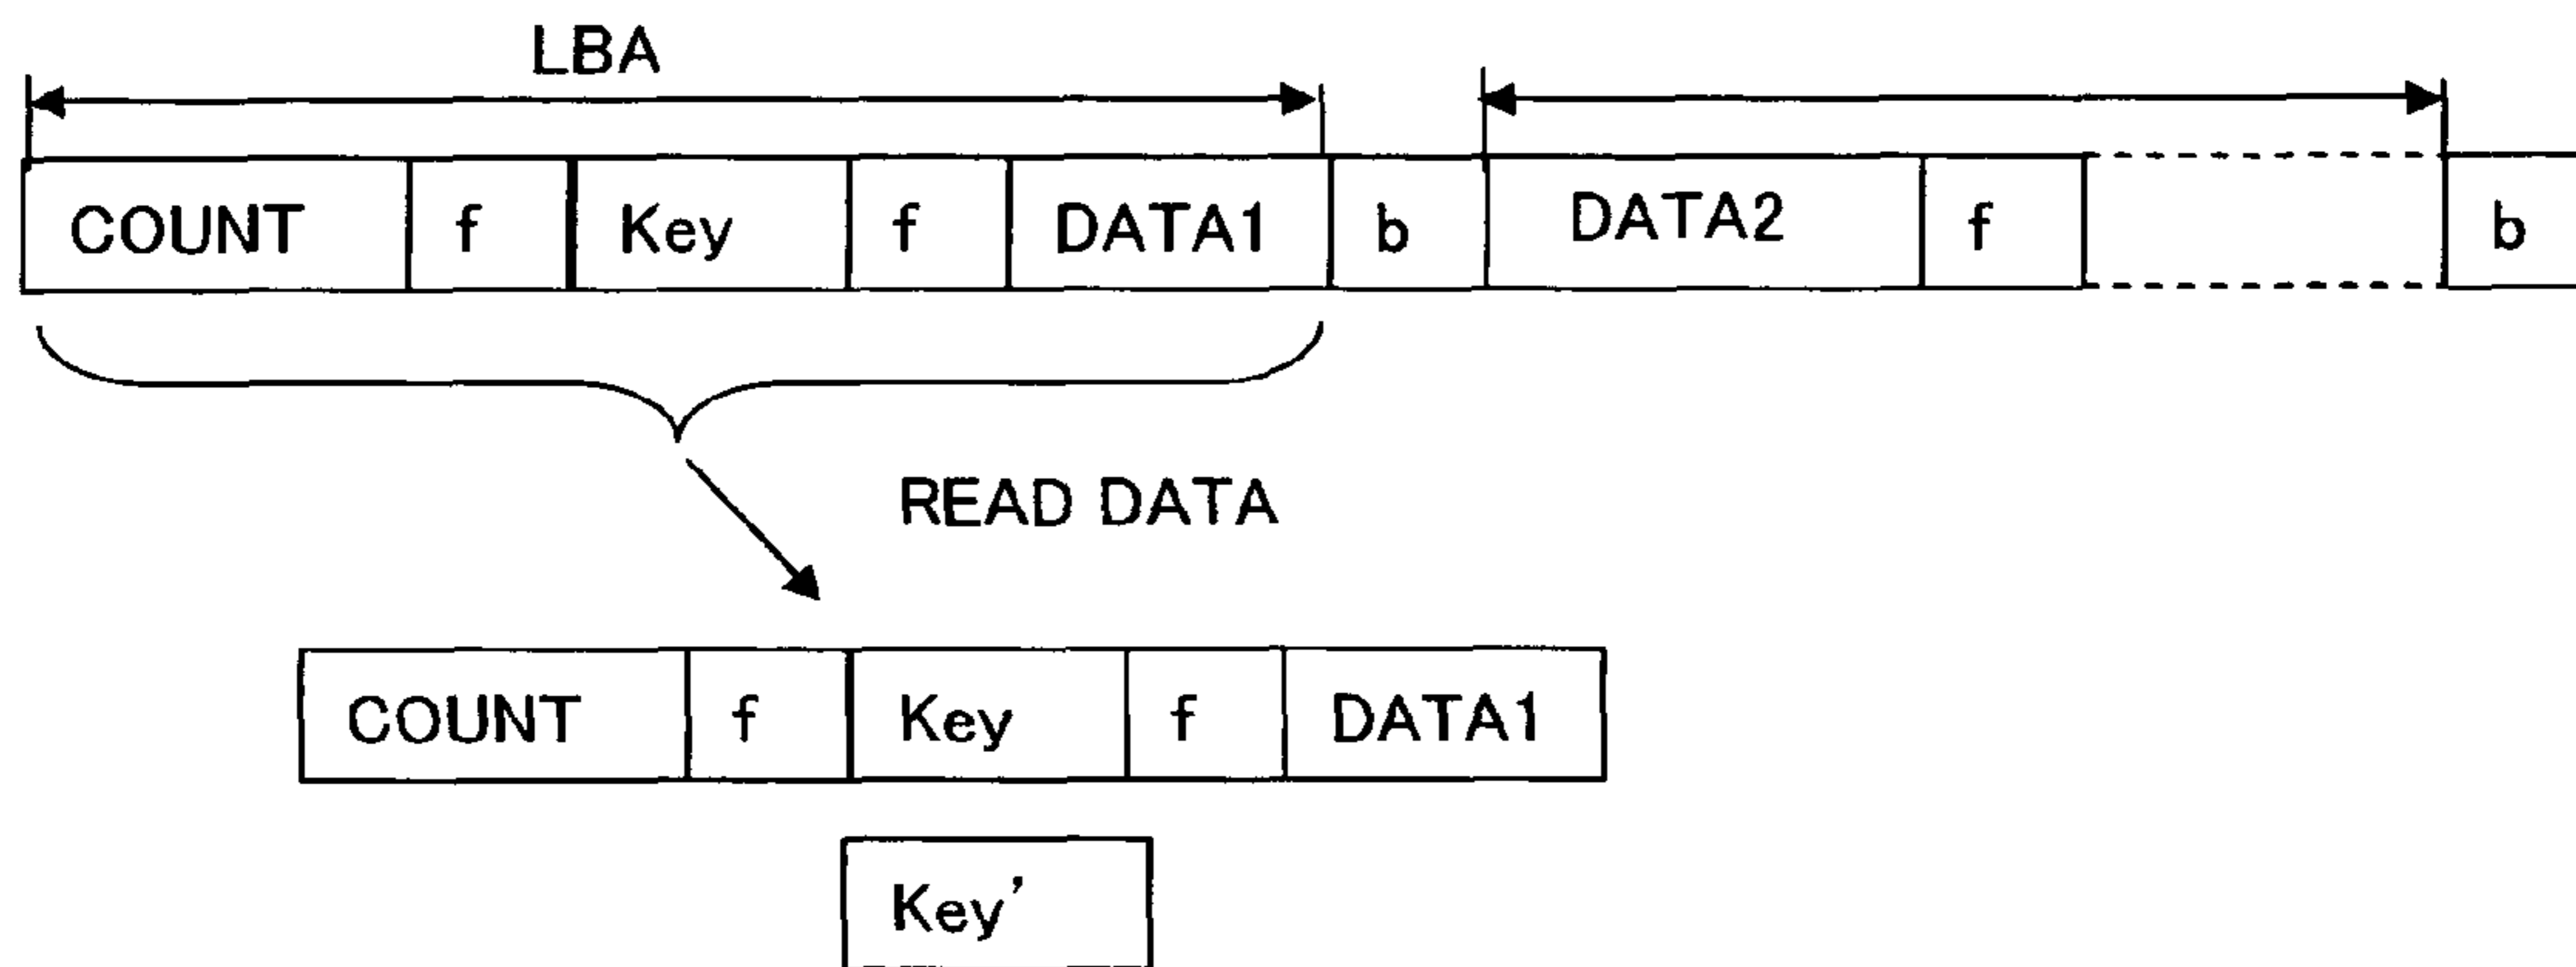 LBA
COUNT f Key f DATA1 b DATA2 f b
READ DATA
COUNT f Key f DATA1
Key'